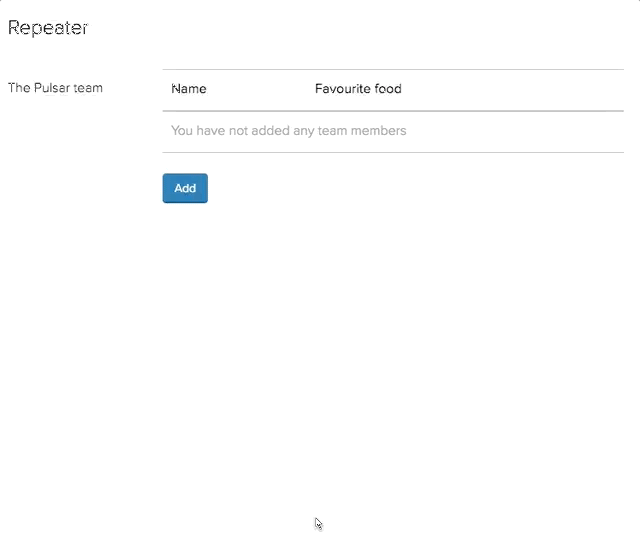 Repeater
The Pulsar team
Name Favourite food
You have not added any team members
Add